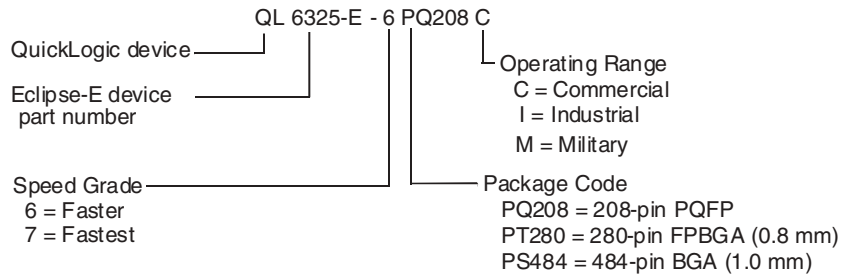 QL 6325-E - 6 PQ208 C
QuickLogic device
Eclipse-E device
part number
Speed Grade
6 = Faster
7 = Fastest
Operating Range
C = Commercial
I = Industrial
M = Military
Package Code
PQ208 = 208-pin PQFP
PT280 = 280-pin FPBGA (0.8 mm)
PS484 = 484-pin BGA (1.0 mm)